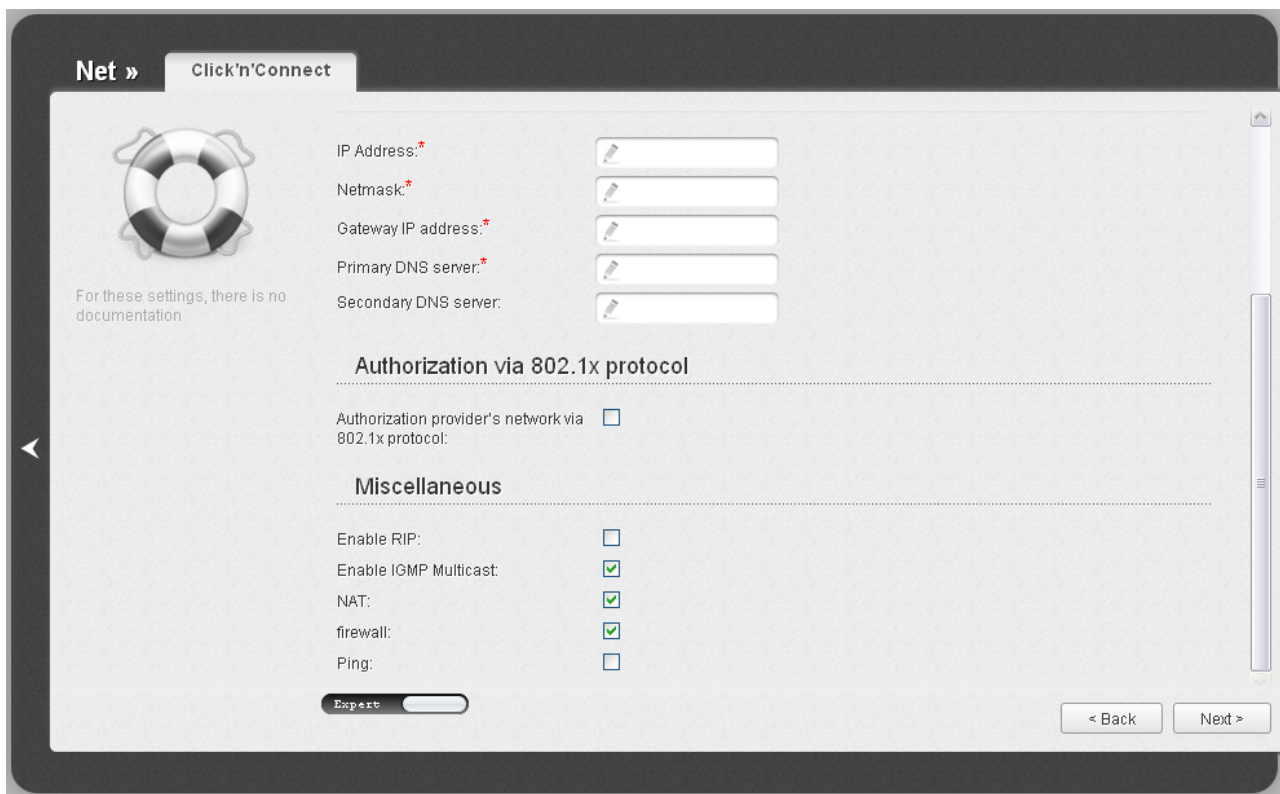 Net »
Click'n'Connect
For these settings, there is no
documentation
IP Address:*
Netmask:*
Gateway IP address:*
Primary DNS server:*
Secondary DNS server:
Authorization via 802.1x protocol
Authorization provider's network via
802.1x protocol:
Miscellaneous
Enable RIP:
Enable IGMP Multicast:
NAT:
firewall:
Ping:
Expert
< Back
Next >